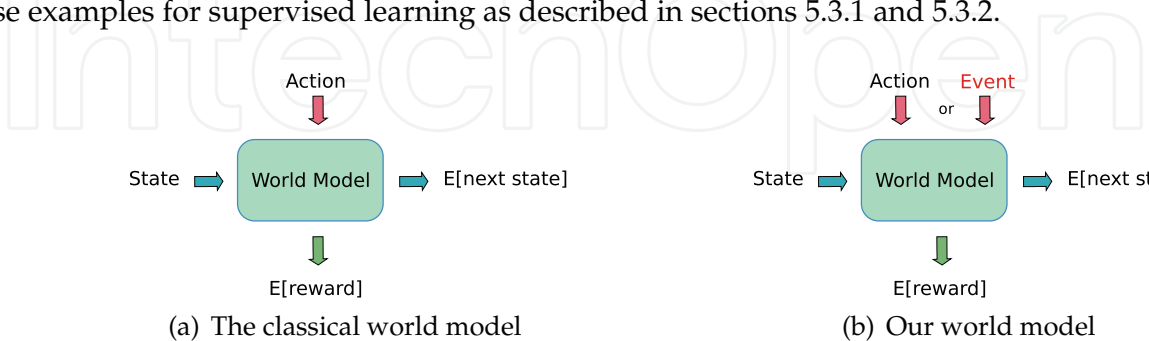 se examples for supervised learning as described in sections 5.3.1 and 5.3.2.
IntechOpen
Action
State
World Model
E[next state]
E[reward]
(a) The classical world model
Action
or
Event
State
World Model
E[next st
E[reward]
(b) Our world model